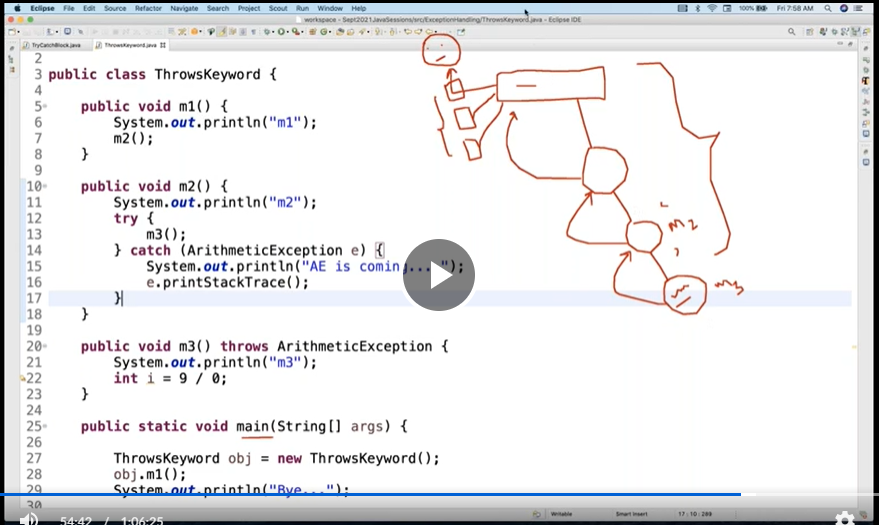 Eclipse File Edit Source Refactor Navigate Search Project Scout Run Window Help 100% Fri 7:58 AM
workspace - Sept2021JavaSessions/src/ExceptionHandling/ThrowsKeyword.java - Eclipse IDE
TryCatchBlock.java ThrowsKeyword.java
2
3 public class ThrowsKeyword {
4
5 public void m1() {
6 System.out.println("m1");
7 m2();
8 }
9
10 public void m2() {
11 System.out.println("m2");
12 try {
13 m3();
14 } catch (ArithmeticException e) {
15 System.out.println("AE is coming....");
16 e.printStackTrace();
17 }
18 }
19
20 public void m3() throws ArithmeticException {
21 System.out.println("m3");
22 int i = 9 / 0;
23 }
24
25 public static void main(String[] args) {
26
27 ThrowsKeyword obj = new ThrowsKeyword();
28 obj.m1();
29 System.out.println("Bye...");
30
m2
m3
Writable Smart Insert 17 : 10 : 289
54:42 / 1:06:25